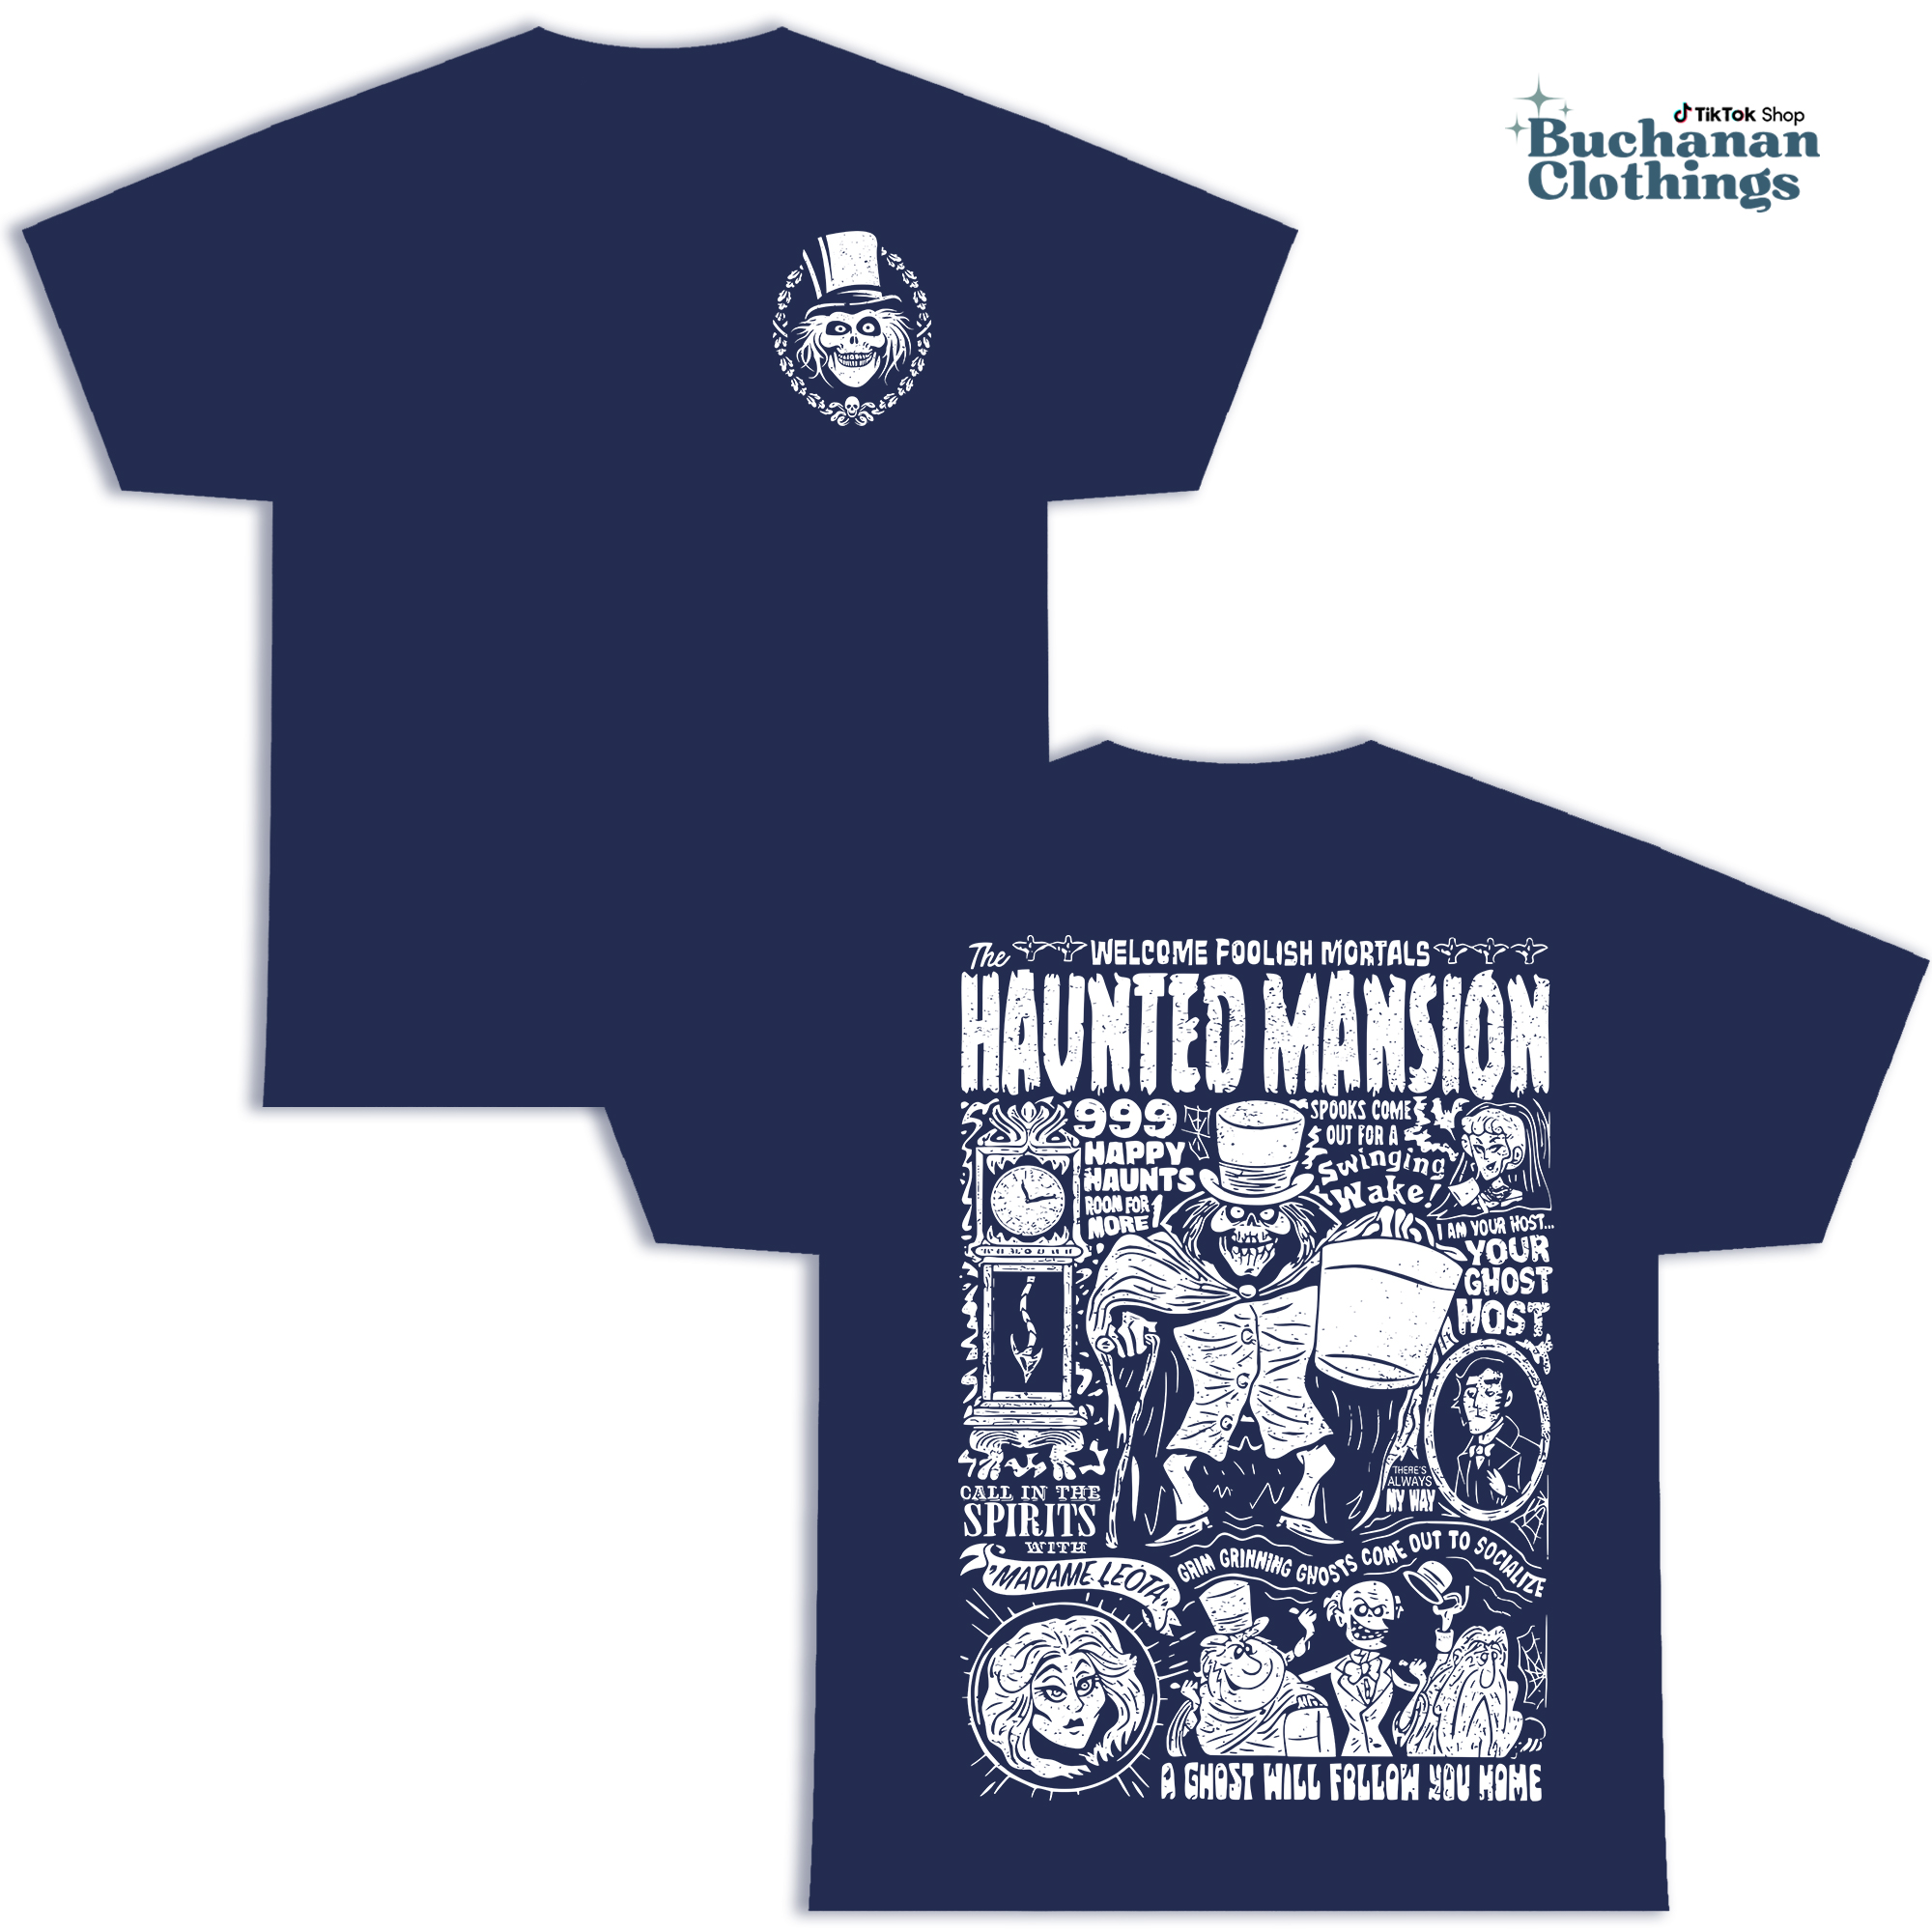 TikTok Shop
Buchanan
Clothings
The WELCOME FOOLISH MORTALS
HAUNTED MANSION
999
HAPPY
HAUNTS
ROOM FOR
MORE!
SPOOKS COME
OUT FOR A
Swinging
Wake!
I AM YOUR HOST...
YOUR
GHOST
HOST
THERE'S
ALWAYS
MY WAY
CALL IN THE
SPIRITS
WITH
MADAME LEOTA
GRIM GRINNING GHOSTS COME OUT TO SOCIALIZE
A GHOST WILL FOLLOW YOU HOME